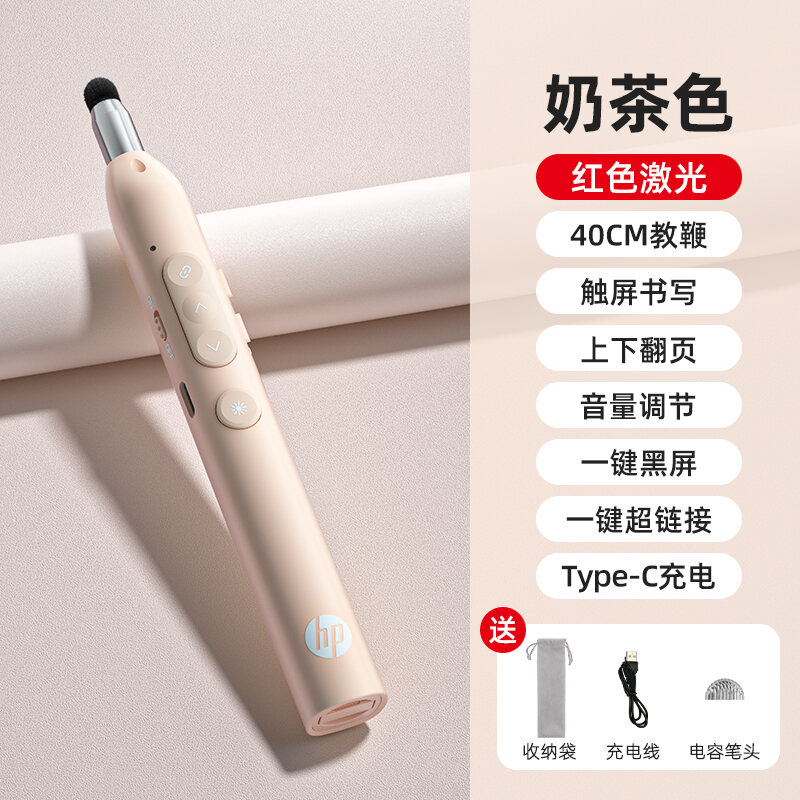 奶茶色
红色激光
40CM教鞭
触屏书写
上下翻页
音量调节
一键黑屏
一键超链接
Type-C充电
hp
送
收纳袋
充电线
电容笔头